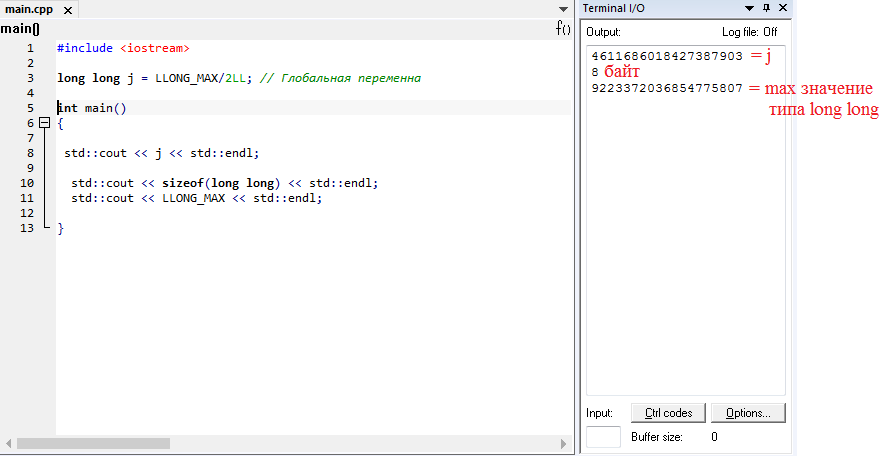 main.cpp
main()
f()
1 #include <iostream>
2
3 long long j = LLONG_MAX/2LL; // Глобальная переменна
4
5 int main()
6 {
7
8 std::cout << j << std::endl;
9
10 std::cout << sizeof(long long) << std::endl;
11 std::cout << LLONG_MAX << std::endl;
12
13 }
Terminal I/O
Output: Log file: Off
4611686018427387903 = j
8 байт
9223372036854775807 = max значение
типа long long
Input: Ctrl codes Options...
Buffer size: 0